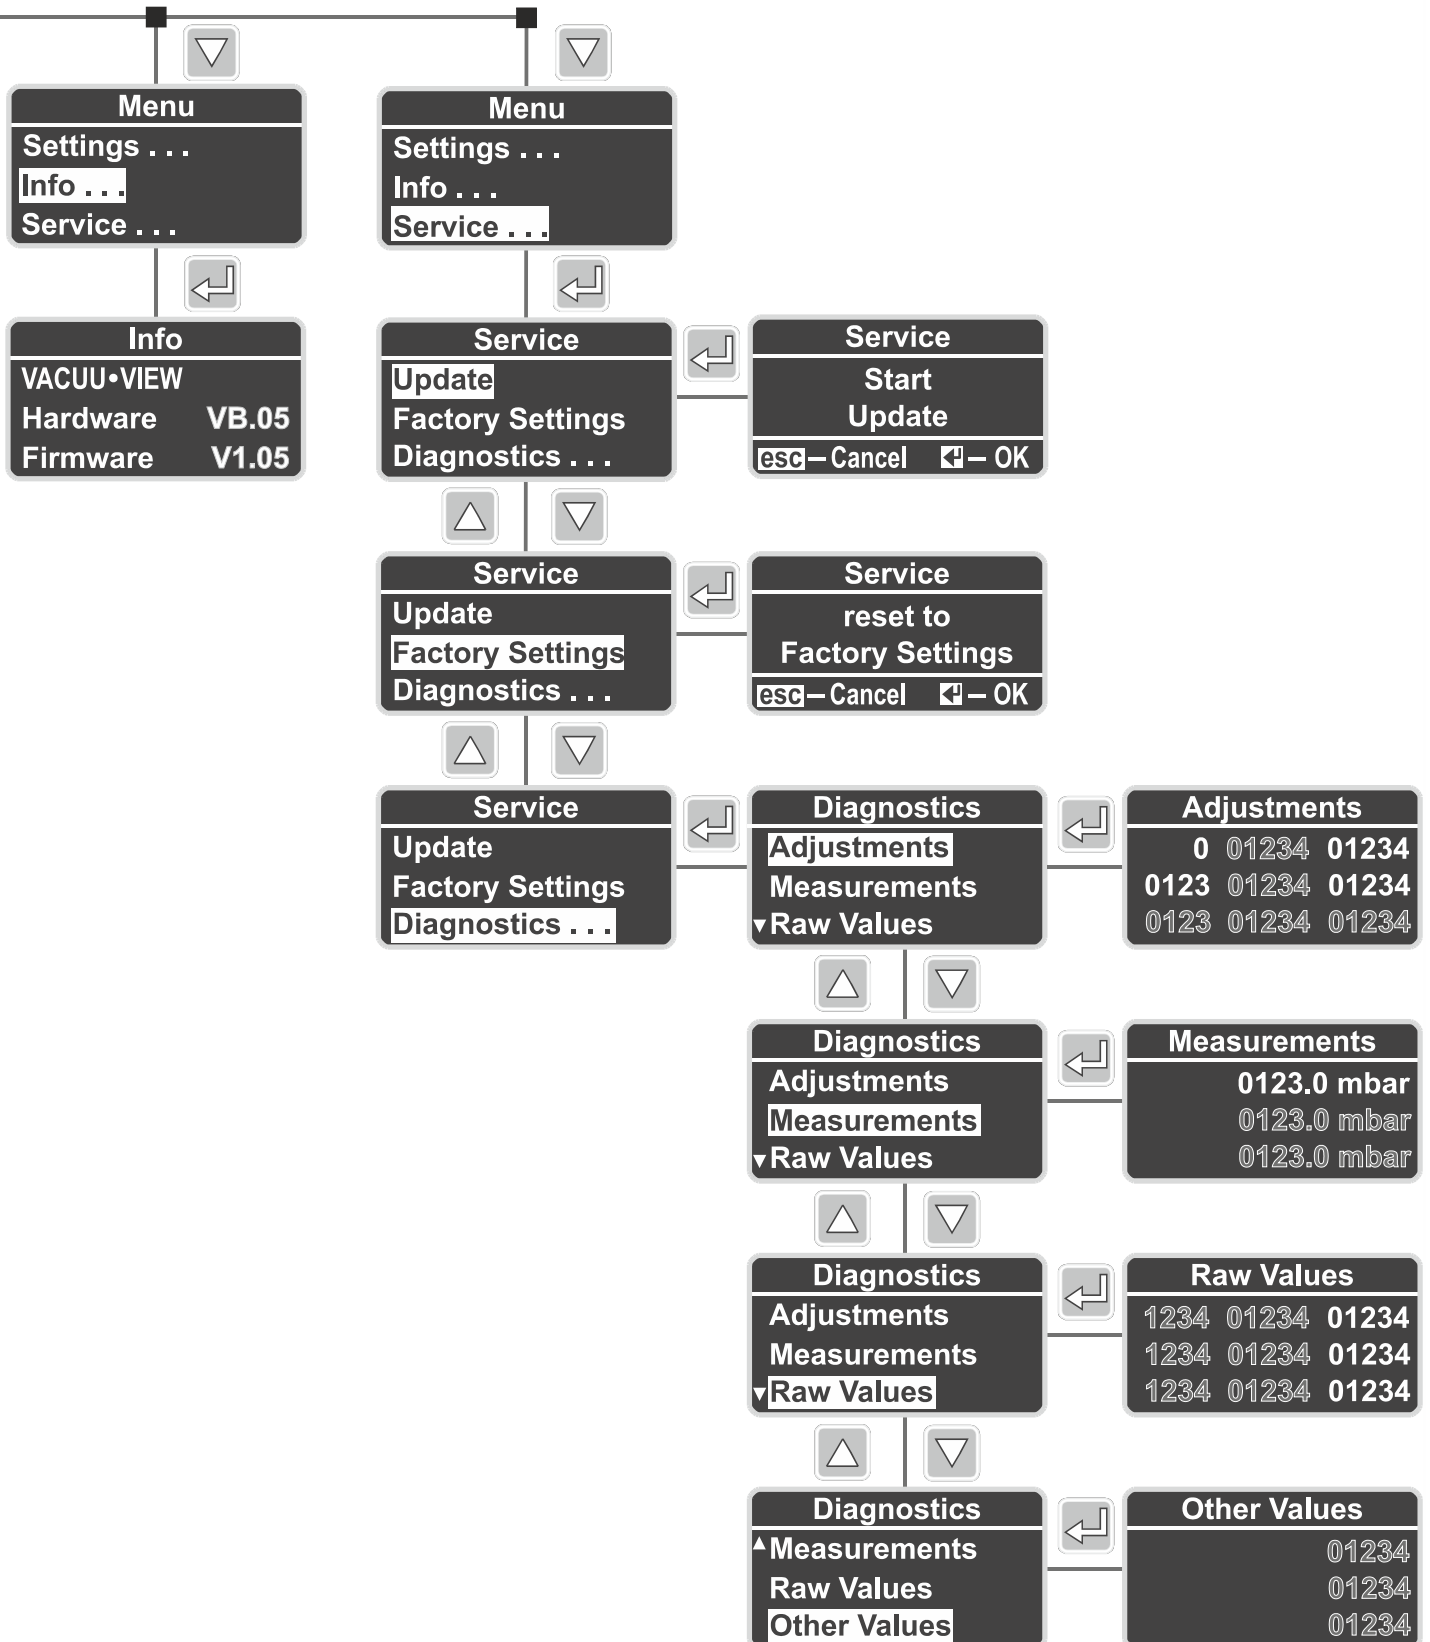 Menu
Settings . . .
Info . . .
Service . . .
Info
VACUU•VIEW
Hardware VB.05
Firmware V1.05
Menu
Settings . . .
Info . . .
Service . . .
Service
Update
Factory Settings
Diagnostics . . .
Service
Start
Update
esc – Cancel – OK
Service
Update
Factory Settings
Diagnostics . . .
Service
reset to
Factory Settings
esc – Cancel – OK
Service
Update
Factory Settings
Diagnostics . . .
Diagnostics
Adjustments
Measurements
▾Raw Values
Adjustments
0 01234 01234
0123 01234 01234
0123 01234 01234
Diagnostics
Adjustments
Measurements
▾Raw Values
Measurements
0123.0 mbar
0123.0 mbar
0123.0 mbar
Diagnostics
Adjustments
Measurements
▾Raw Values
Raw Values
1234 01234 01234
1234 01234 01234
1234 01234 01234
Diagnostics
▴Measurements
Raw Values
Other Values
Other Values
01234
01234
01234